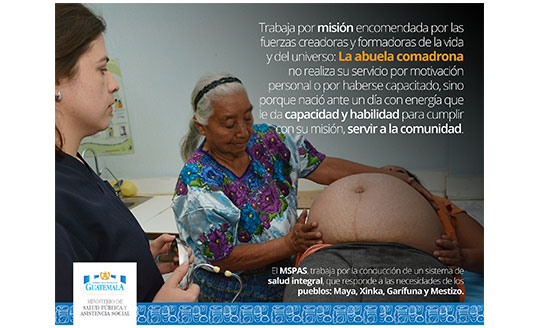 Trabaja por misión encomendada por las
fuerzas creadoras y formadoras de la vida
y del universo: La abuela comadrona
no realiza su servicio por motivación
personal o por haberse capacitado, sino
porque nació ante un día con energía que
le da capacidad y habilidad para cumplir
con su misión, servir a la comunidad.
El MSPAS, trabaja por la conducción de un sistema de
salud integral, que responde a las necesidades de los
pueblos: Maya, Xinka, Garífuna y Mestizo.
GUATEMALA
MINISTERIO DE
SALUD PÚBLICA Y
ASISTENCIA SOCIAL